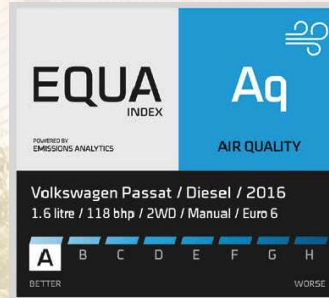 EQUA
INDEX
POWERED BY
EMISSIONS ANALYTICS
Aq
AIR QUALITY
Volkswagen Passat / Diesel / 2016
1.6 litre / 118 bhp / 2WD / Manual / Euro 6
A B C D E F G H
BETTER WORSE